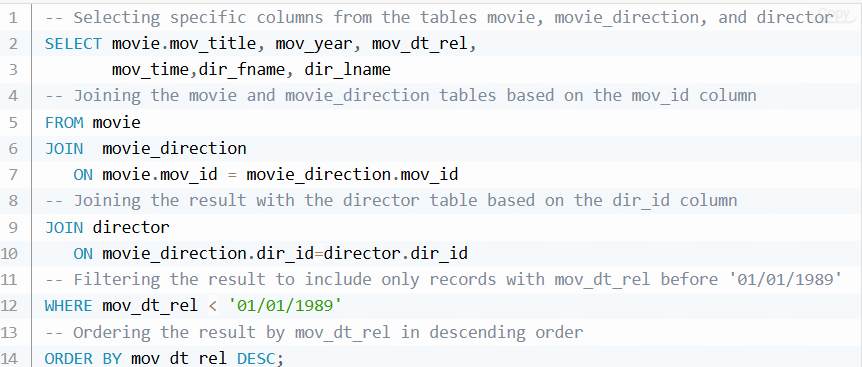 1 -- Selecting specific columns from the tables movie, movie_direction, and director
Copy
2 SELECT movie.mov_title, mov_year, mov_dt_rel,
3 mov_time,dir_fname, dir_lname
4 -- Joining the movie and movie_direction tables based on the mov_id column
5 FROM movie
6 JOIN  movie_direction
7 ON movie.mov_id = movie_direction.mov_id
8 -- Joining the result with the director table based on the dir_id column
9 JOIN director
10 ON movie_direction.dir_id=director.dir_id
11 -- Filtering the result to include only records with mov_dt_rel before '01/01/1989'
12 WHERE mov_dt_rel < '01/01/1989'
13 -- Ordering the result by mov_dt_rel in descending order
14 ORDER BY mov_dt_rel DESC;